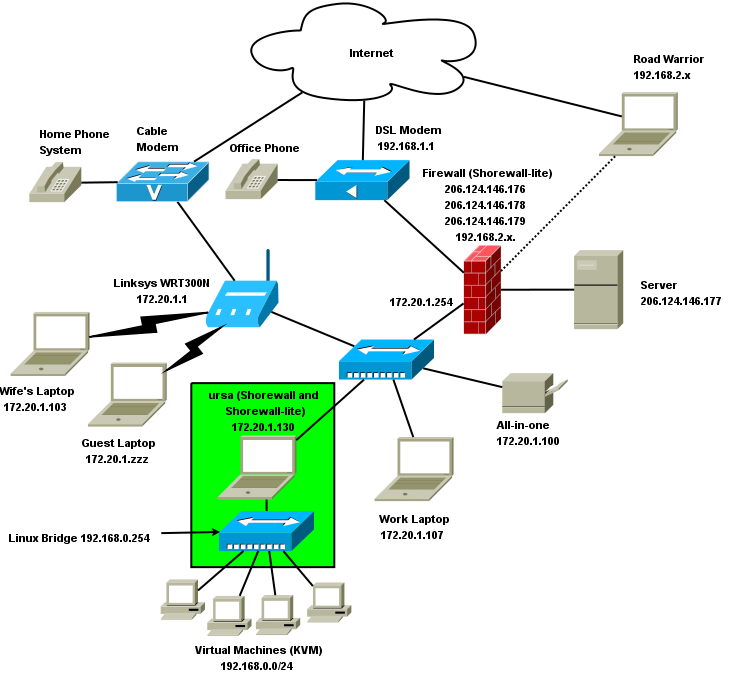 Internet
Road Warrior
192.168.2.x
Home Phone
System
Cable
Modem
V
Office Phone
DSL Modem
192.168.1.1
Firewall (Shorewall-lite)
206.124.146.176
206.124.146.178
206.124.146.179
192.168.2.x.
Linksys WRT300N
172.20.1.1
172.20.1.254
Server
206.124.146.177
Wife's Laptop
172.20.1.103
Guest Laptop
172.20.1.zzz
ursa (Shorewall and
Shorewall-lite)
172.20.1.130
All-in-one
172.20.1.100
Work Laptop
172.20.1.107
Linux Bridge 192.168.0.254
Virtual Machines (KVM)
192.168.0.0/24